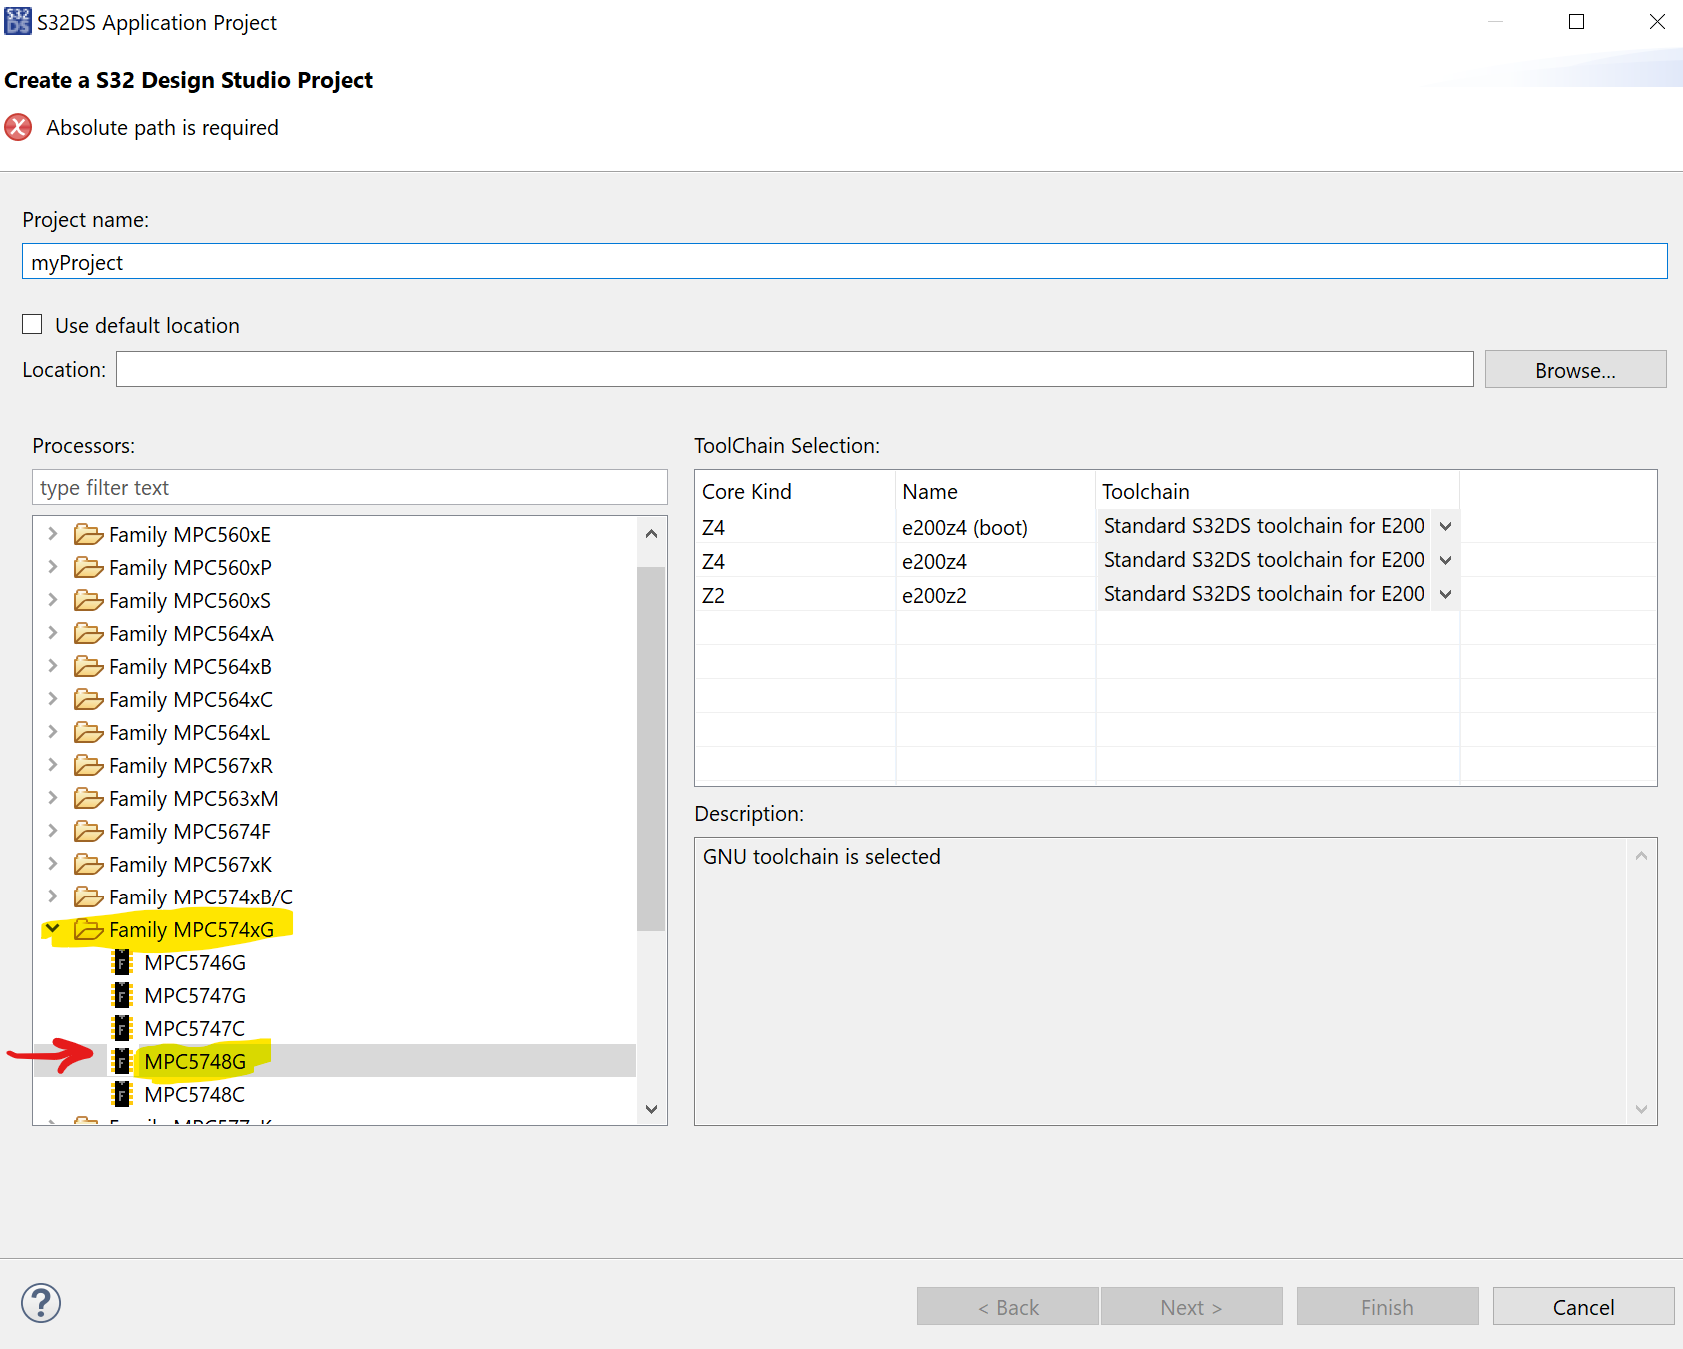 S32DS Application Project
Create a S32 Design Studio Project
Absolute path is required
Project name:
myProject
Use default location
Location:
Browse...
Processors:
type filter text
Family MPC560xE
Family MPC560xP
Family MPC560xS
Family MPC564xA
Family MPC564xB
Family MPC564xC
Family MPC564xL
Family MPC567xR
Family MPC563xM
Family MPC5674F
Family MPC567xK
Family MPC574xB/C
Family MPC574xG
MPC5746G
MPC5747G
MPC5747C
MPC5748G
MPC5748C
ToolChain Selection:
Core Kind Name Toolchain
Z4 e200z4 (boot) Standard S32DS toolchain for E200
Z4 e200z4 Standard S32DS toolchain for E200
Z2 e200z2 Standard S32DS toolchain for E200
Description:
GNU toolchain is selected
?
< Back
Next >
Finish
Cancel